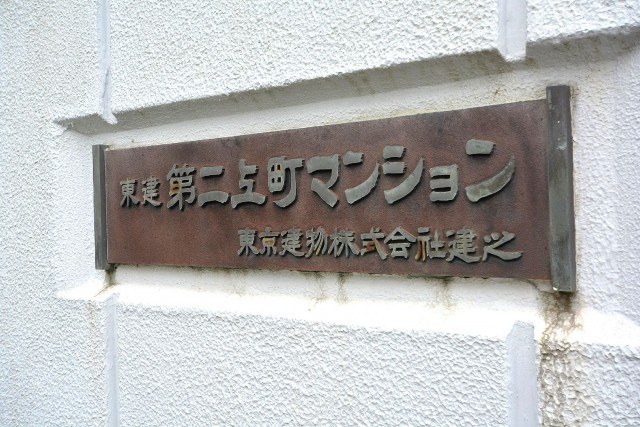 東建 第二上町マンション
東京建物株式会社建之